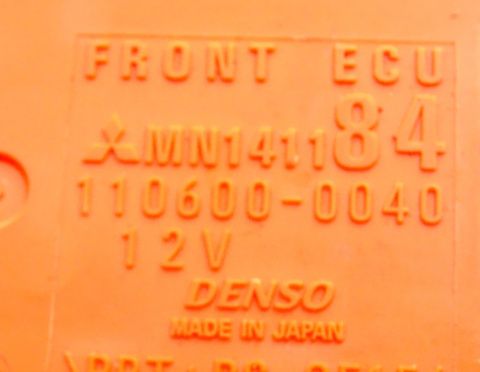 FRONT ECU
MN141184
110600-0040
12V
DENSO
MADE IN JAPAN